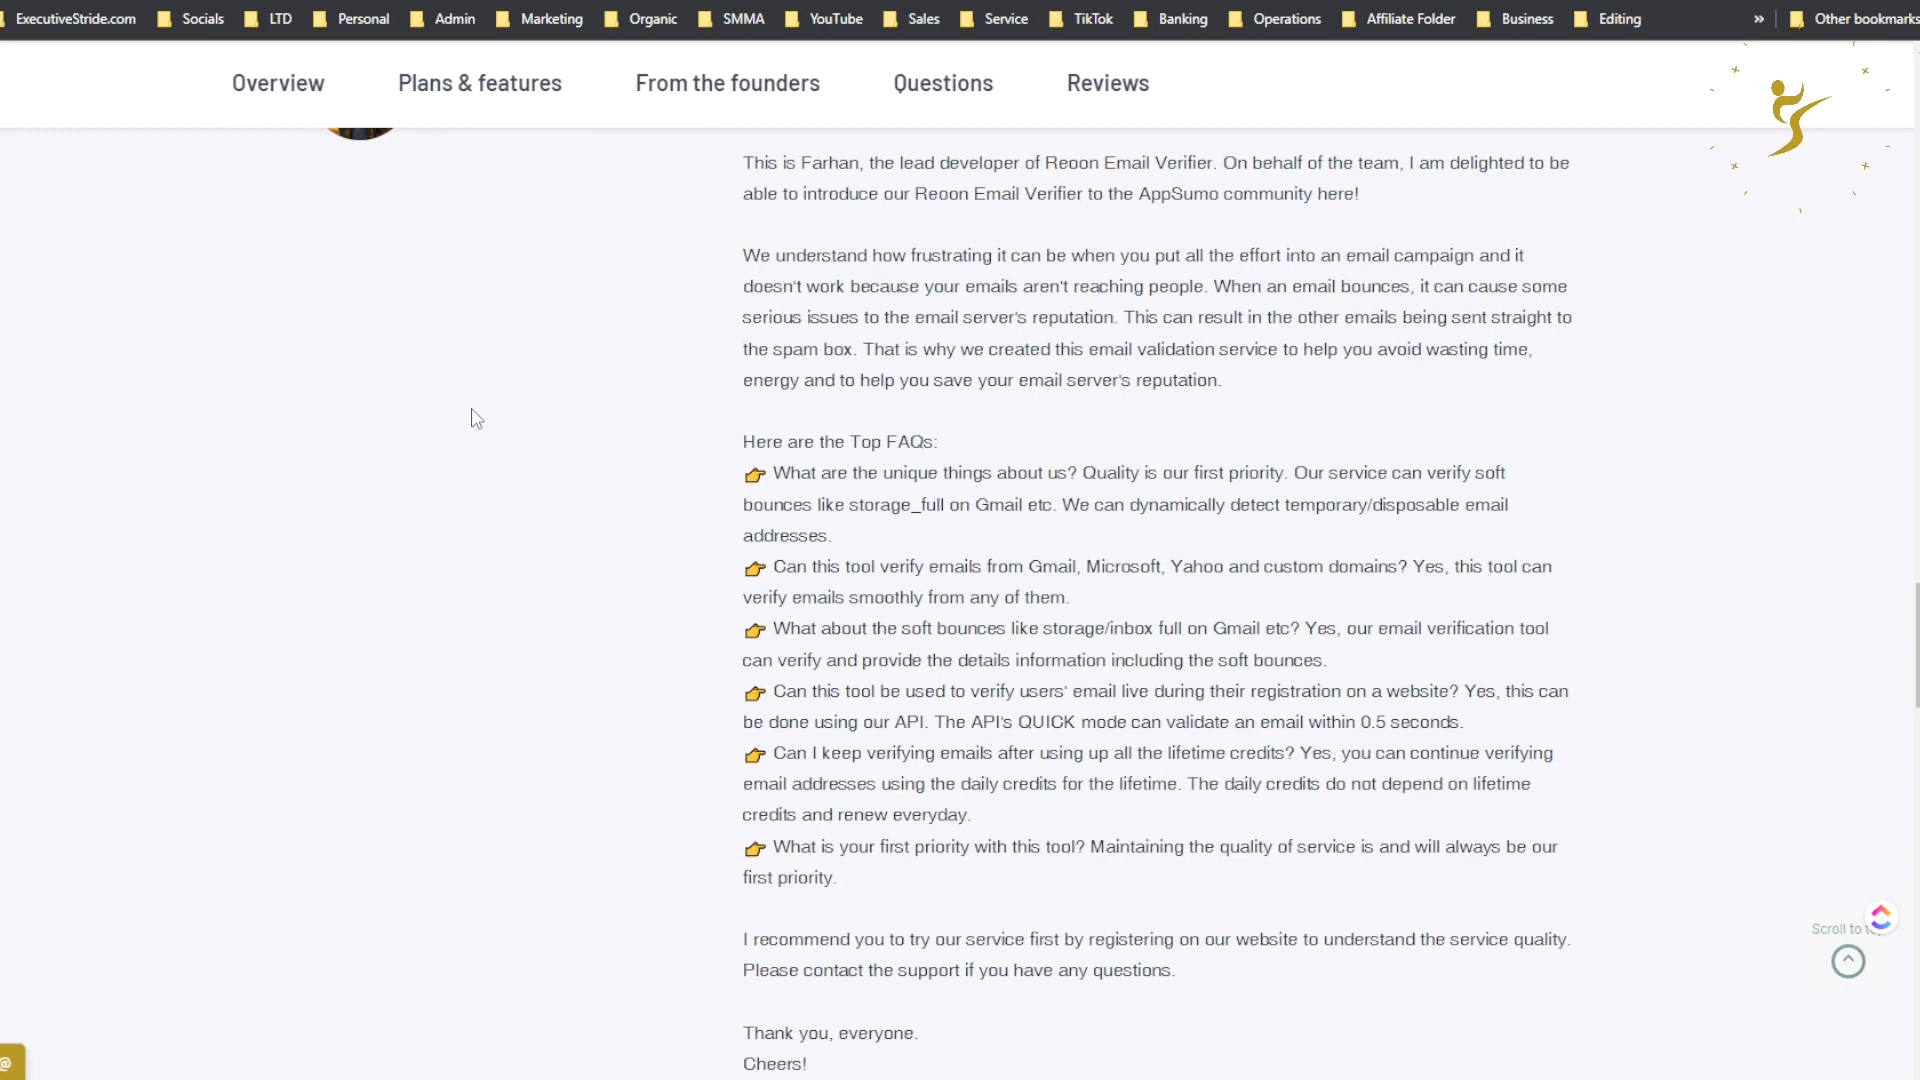 ExecutiveStride.com Socials LTD Personal Admin Marketing Organic SMMA YouTube Sales Service TikTok Banking Operations Affiliate Folder Business Editing » Other bookmarks
Overview Plans & features From the founders Questions Reviews
This is Farhan, the lead developer of Reoon Email Verifier. On behalf of the team, I am delighted to be
able to introduce our Reoon Email Verifier to the AppSumo community here!
We understand how frustrating it can be when you put all the effort into an email campaign and it
doesn't work because your emails aren't reaching people. When an email bounces, it can cause some
serious issues to the email server's reputation. This can result in the other emails being sent straight to
the spam box. That is why we created this email validation service to help you avoid wasting time,
energy and to help you save your email server's reputation.
Here are the Top FAQs:
👉 What are the unique things about us? Quality is our first priority. Our service can verify soft
bounces like storage_full on Gmail etc. We can dynamically detect temporary/disposable email
addresses.
👉 Can this tool verify emails from Gmail, Microsoft, Yahoo and custom domains? Yes, this tool can
verify emails smoothly from any of them.
👉 What about the soft bounces like storage/inbox full on Gmail etc? Yes, our email verification tool
can verify and provide the details information including the soft bounces.
👉 Can this tool be used to verify users' email live during their registration on a website? Yes, this can
be done using our API. The API's QUICK mode can validate an email within 0.5 seconds.
👉 Can I keep verifying emails after using up all the lifetime credits? Yes, you can continue verifying
email addresses using the daily credits for the lifetime. The daily credits do not depend on lifetime
credits and renew everyday.
👉 What is your first priority with this tool? Maintaining the quality of service is and will always be our
first priority.
I recommend you to try our service first by registering on our website to understand the service quality.
Please contact the support if you have any questions.
Scroll to
Thank you, everyone.
Cheers!
@